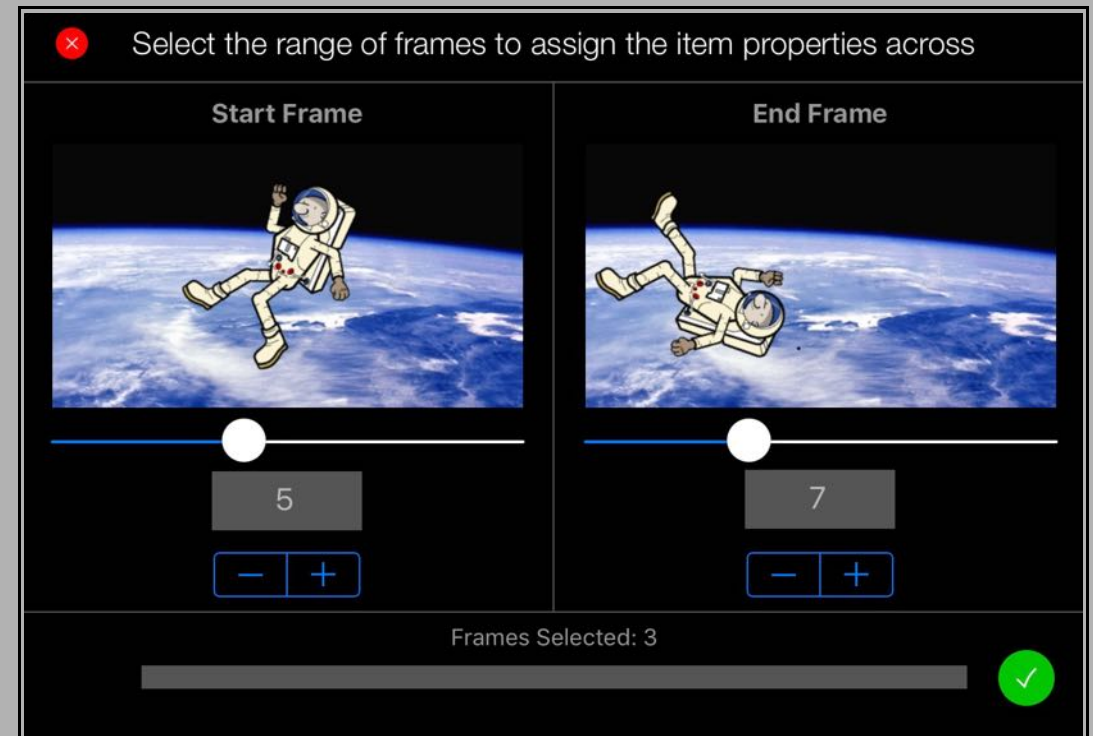 Select the range of frames to assign the item properties across
Start Frame
End Frame
5
7
Frames Selected: 3